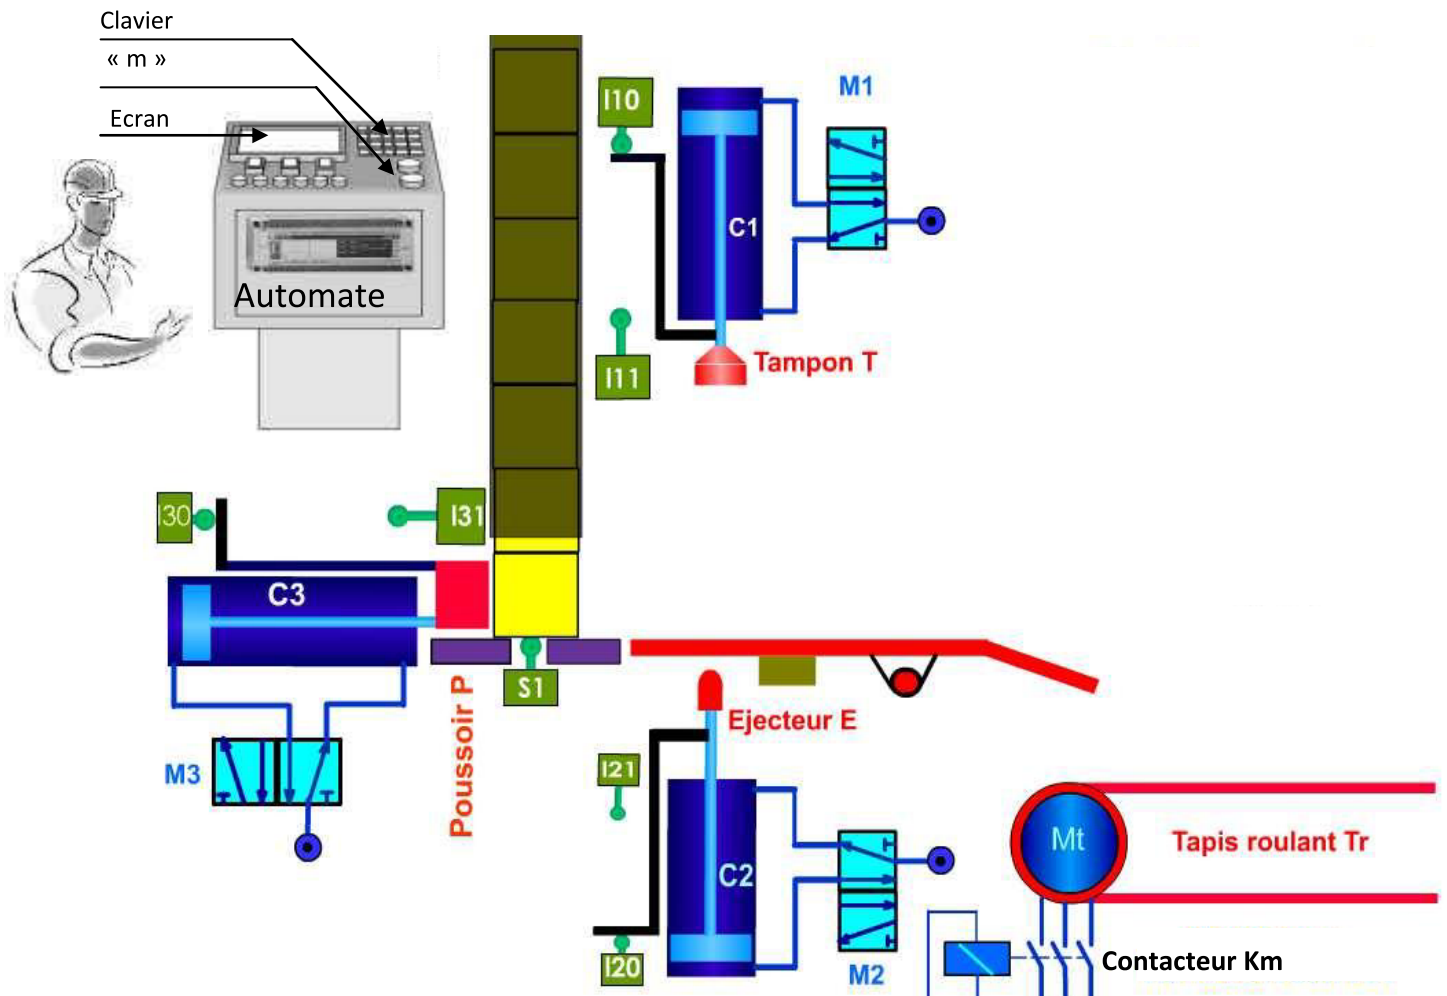 Clavier
« m »
Ecran
Automate
I10
I11
M1
C1
Tampon T
I30
I31
C3
S1
M3
Poussoir P
Ejecteur E
I21
I20
C2
M2
Mt
Tapis roulant Tr
Contacteur Km